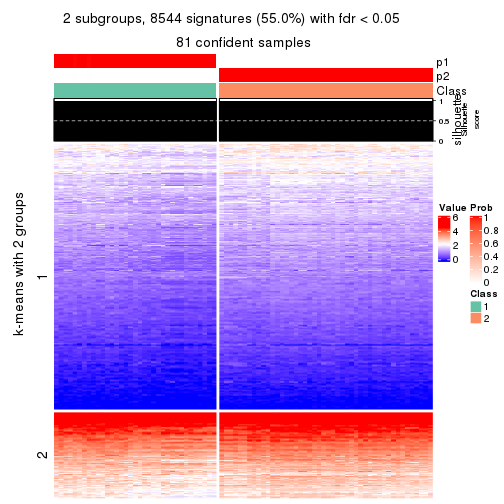 2 subgroups, 8544 signatures (55.0%) with fdr < 0.05
81 confident samples
p1
p2
Class
silhouette
Silhouette
score
1
0.5
0
k-means with 2 groups
1
2
Value
6
4
2
0
Prob
1
0.8
0.6
0.4
0.2
0
Class
1
2